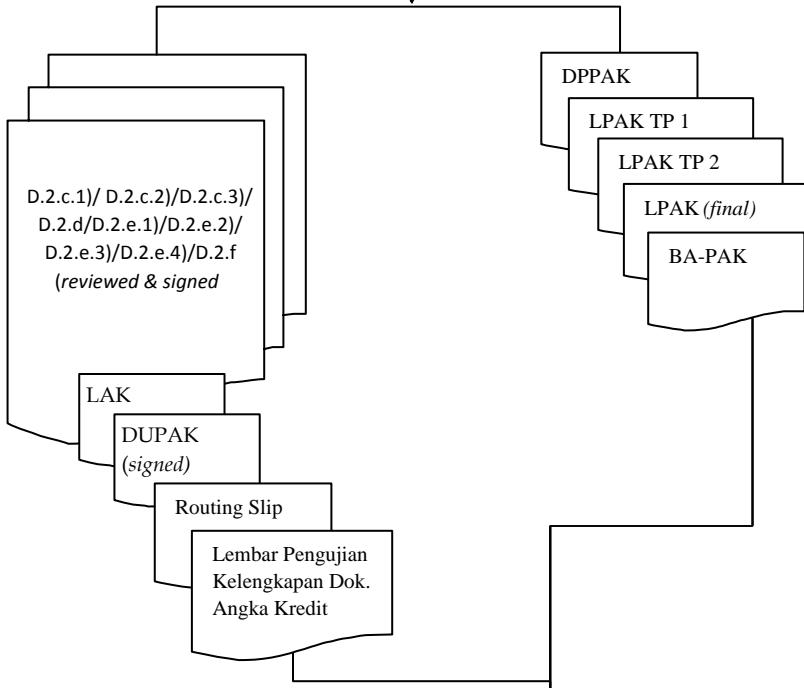 D.2.c.1)/ D.2.c.2)/D.2.c.3)/
D.2.d/D.2.e.1)/D.2.e.2)/
D.2.e.3)/D.2.e.4)/D.2.f
(reviewed & signed
LAK
DUPAK
(signed)
Routing Slip
Lembar Pengujian
Kelengkapan Dok.
Angka Kredit
DPPAK
LPAK TP 1
LPAK TP 2
LPAK (final)
BA-PAK